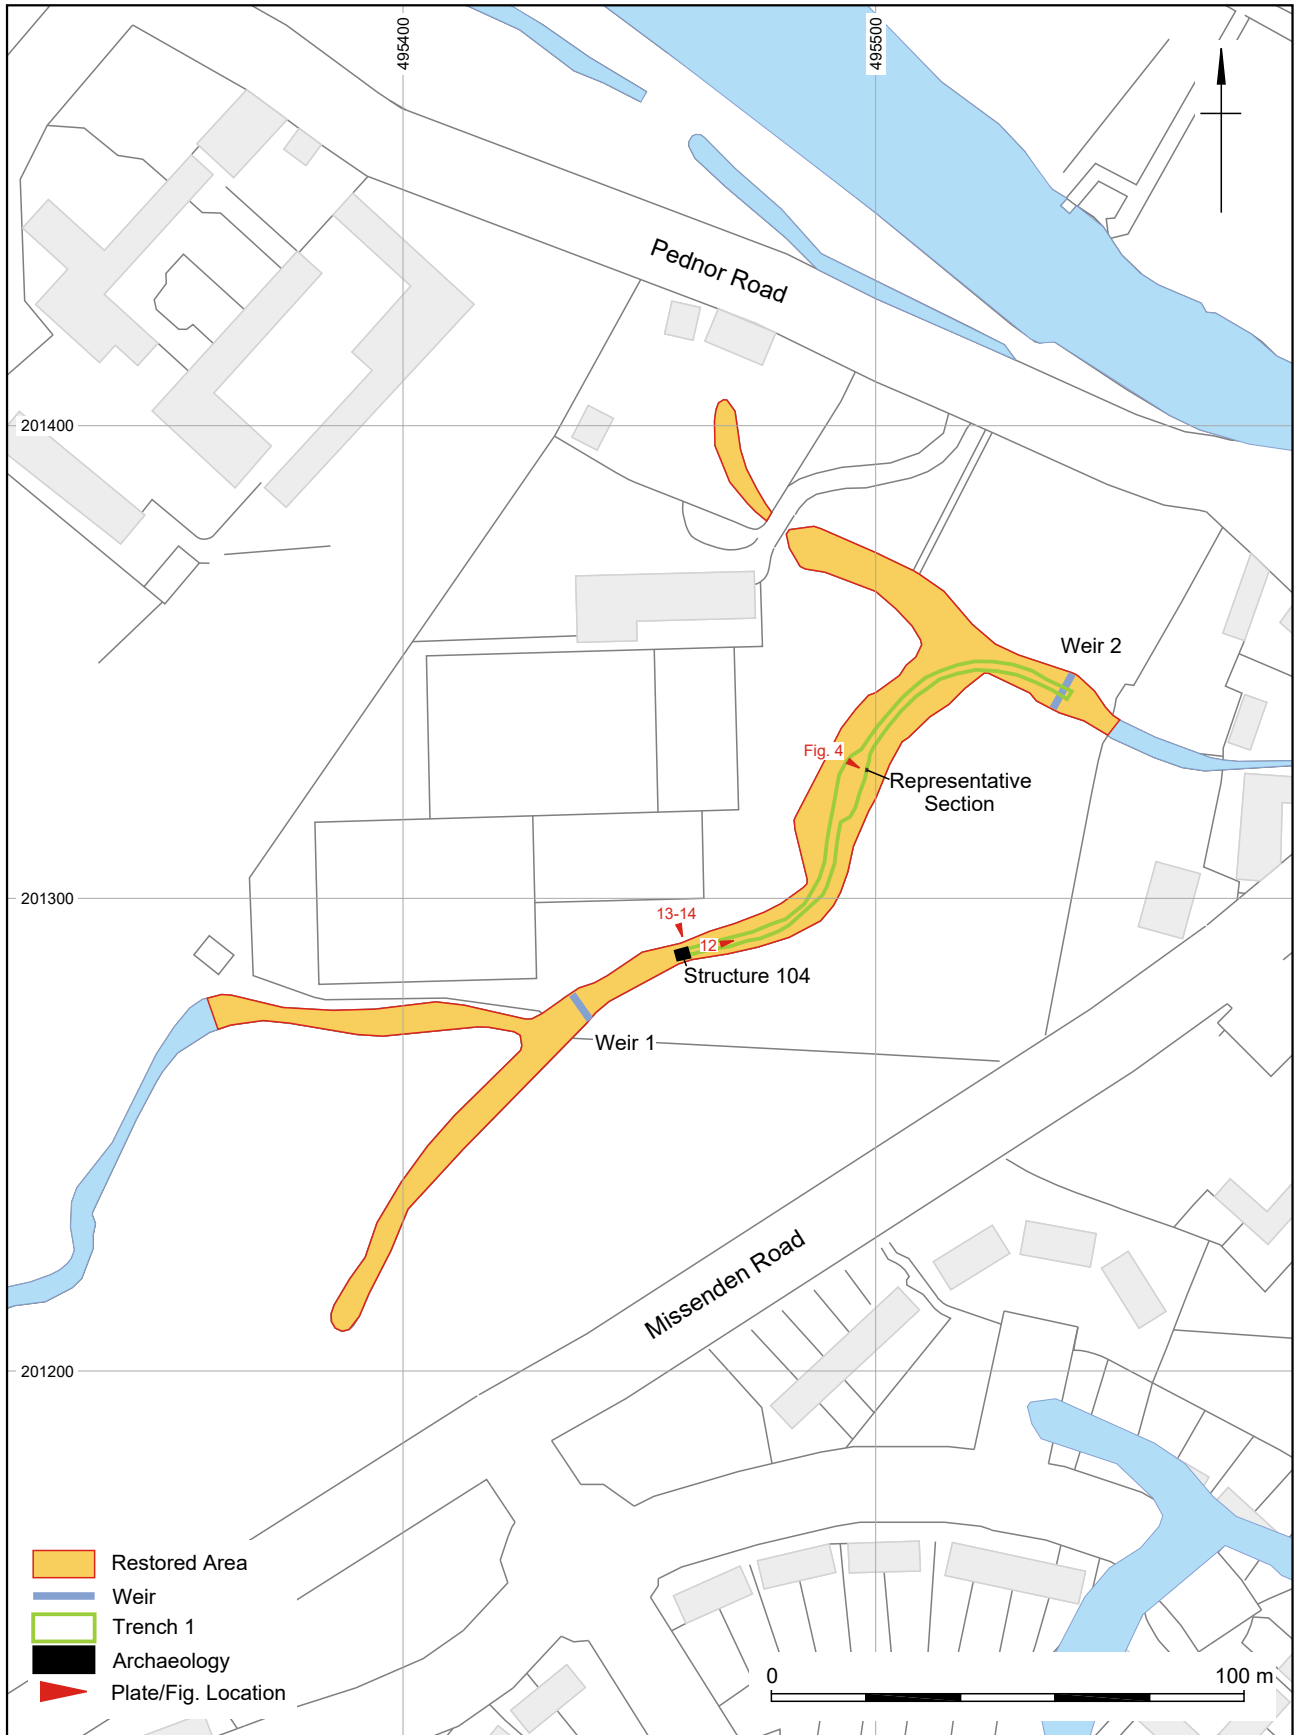 495400
495500
Pednor Road
201400
Weir 2
Fig. 4
Representative
Section
201300
13-14
12
Structure 104
Weir 1
Missenden Road
201200
Restored Area
Weir
Trench 1
Archaeology
Plate/Fig. Location
0
100 m